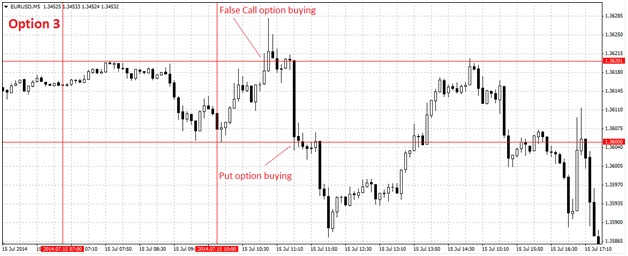 EURUSD,M5 1.34525 1.34533 1.34524 1.34532
Option 3
False Call option buying
Put option buying
1.36285
1.36250
1.36215
1.36201
1.36180
1.36145
1.36110
1.36075
1.36050
1.36040
1.36005
1.35970
1.35935
1.35900
1.35865
15 Jul 2014
2014.07.15 07:00
07:10
15 Jul 07:50
15 Jul 08:30
15 Jul 09:
2014.07.15 10:00
15 Jul 10:30
15 Jul 11:10
15 Jul 11:50
15 Jul 12:30
15 Jul 13:10
15 Jul 13:50
15 Jul 14:30
15 Jul 15:10
15 Jul 15:50
15 Jul 16:30
15 Jul 17:10